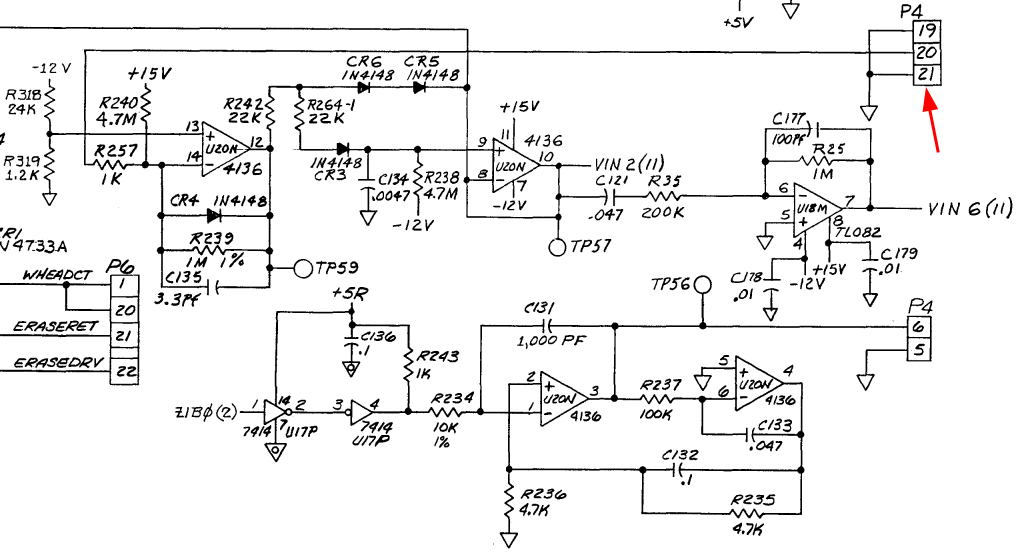 +5V
P4
19
20
21
-12V
R318
24K
+15V
R240
4.7M
R242
22K
R264-1
22K
CR6
1N4148
CR5
1N4148
+15V
11
4136
13
+
U20N
12
14
-
4136
R257
1K
R319
1.2K
1N4148
CR3
9
+
U20N
10
8
-
7
-12V
VIN 2(11)
C134
.0047
R238
4.7M
-12V
C121
.047
R35
200K
C177
100PF
R25
1M
6
-
U18M
7
5
+
8
4
TL082
VIN 6(11)
CR4
1N4148
R239
1M
1%
C135
3.3PF
TP59
TP57
C178
.01
-12V
+15V
C179
.01
CR1
N4733A
WHEADCT
P6
1
20
ERASERET
21
ERASEDRV
22
+5R
C136
.1
R243
1K
C131
1,000 PF
TP56
P4
6
5
Z1BØ(2)
1
14
2
7
7414
U17P
3
4
7414
U17P
R234
10K
1%
2
+
U20N
3
1
-
4136
R237
100K
5
+
U20N
4
6
-
4136
C133
.047
C132
.1
R236
4.7K
R235
4.7K